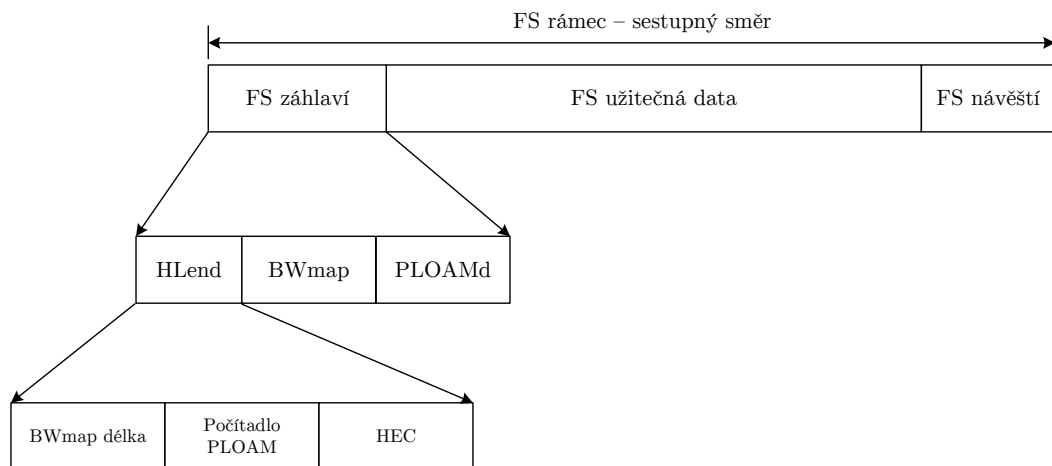 FS rámec – sestupný směr
FS záhlaví
FS užitečná data
FS návěští
HLend
BWmap
PLOAMd
BWmap délka
Počítadlo
PLOAM
HEC